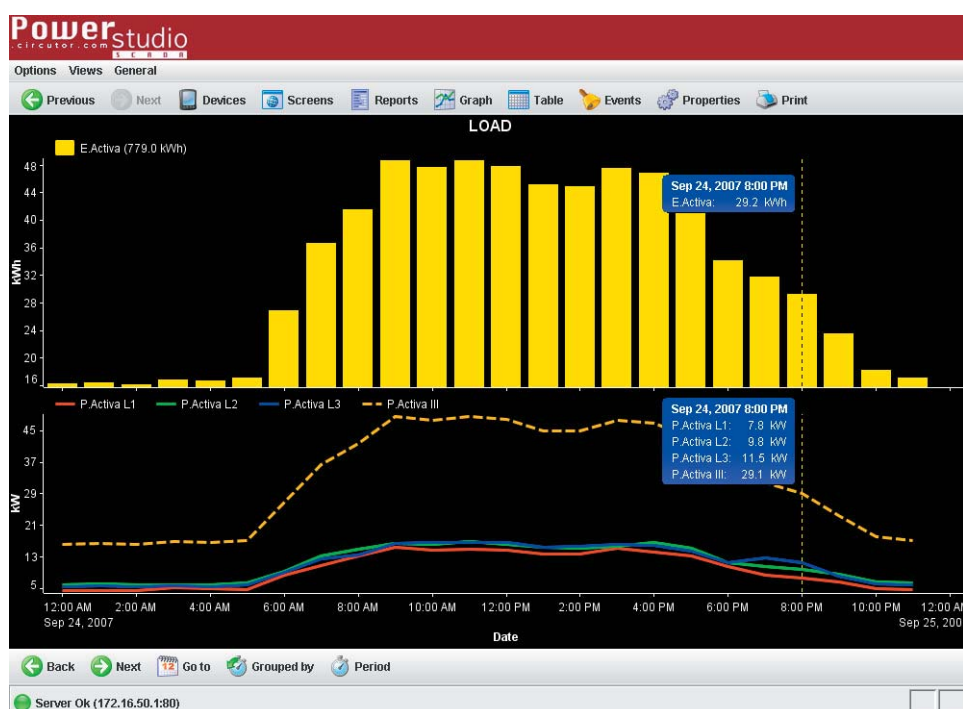 Power studio
.circutor.com SCADA
Options Views General
Previous Next Devices Screens Reports Graph Table Events Properties Print
LOAD
E.Activa (779.0 kWh)
Sep 24, 2007 8:00 PM
E.Activa: 29.2 kWh
48
44
40
36
32
28
24
20
16
kWh
P.Activa L1 P.Activa L2 P.Activa L3 P.Activa III
Sep 24, 2007 8:00 PM
P.Activa L1: 7.8 kW
P.Activa L2: 9.8 kW
P.Activa L3: 11.5 kW
P.Activa III: 29.1 kW
45
37
29
21
13
5
kW
12:00 AM 2:00 AM 4:00 AM 6:00 AM 8:00 AM 10:00 AM 12:00 PM 2:00 PM 4:00 PM 6:00 PM 8:00 PM 10:00 PM 12:00 AM
Sep 24, 2007 Sep 25, 200
Date
Back Next 12 Go to Grouped by Period
Server Ok (172.16.50.1:80)